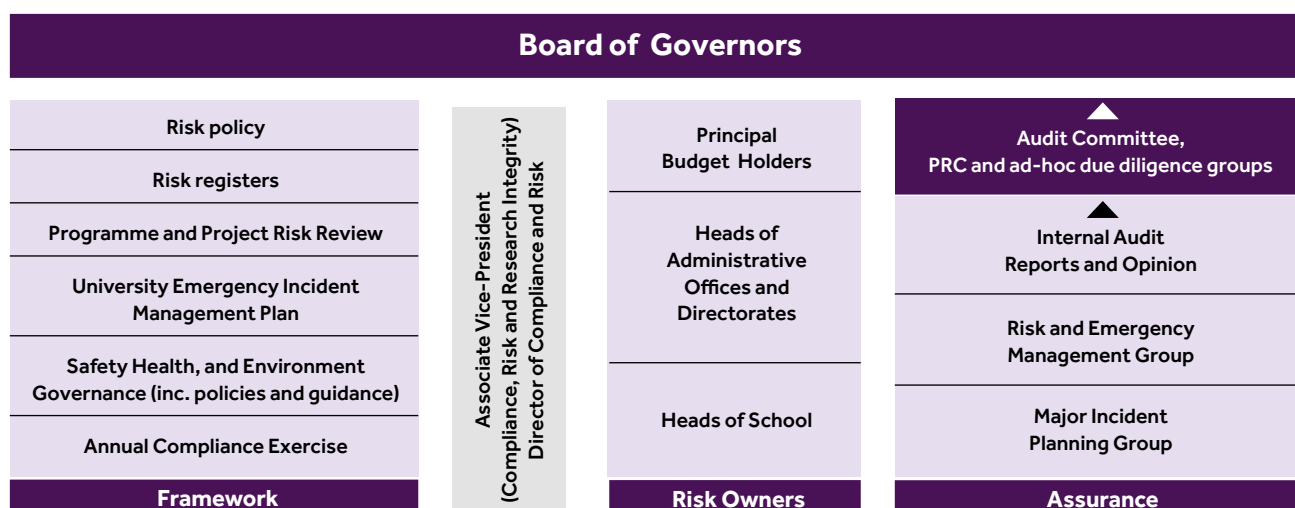 Board of Governors
Risk policy
Risk registers
Programme and Project Risk Review
University Emergency Incident
Management Plan
Safety Health, and Environment
Governance (inc. policies and guidance)
Annual Compliance Exercise
Framework
Associate Vice-President
(Compliance, Risk and Research Integrity)
Director of Compliance and Risk
Principal
Budget Holders
Heads of
Administrative
Offices and
Directorates
Heads of School
Risk Owners
Audit Committee,
PRC and ad-hoc due diligence groups
Internal Audit
Reports and Opinion
Risk and Emergency
Management Group
Major Incident
Planning Group
Assurance